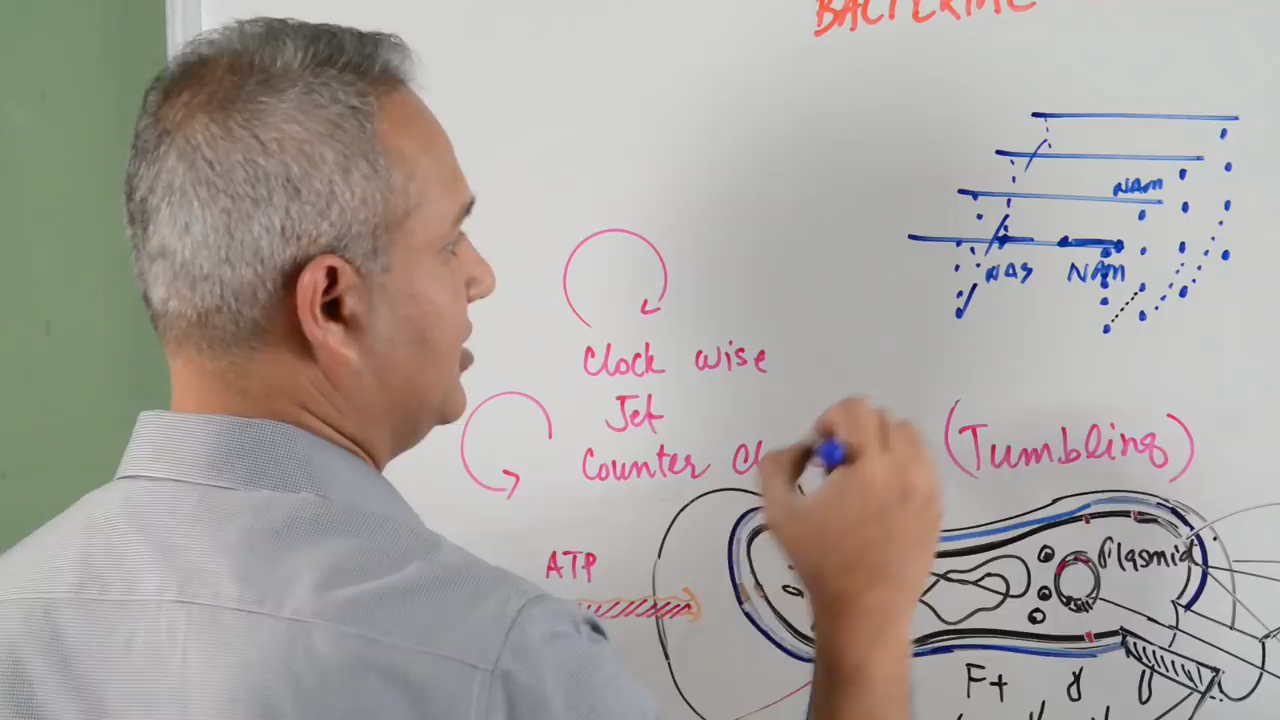 NAM
NAG NAM
Clock wise
Jet
Counter
(Tumbling)
ATP
Plasmid
F+